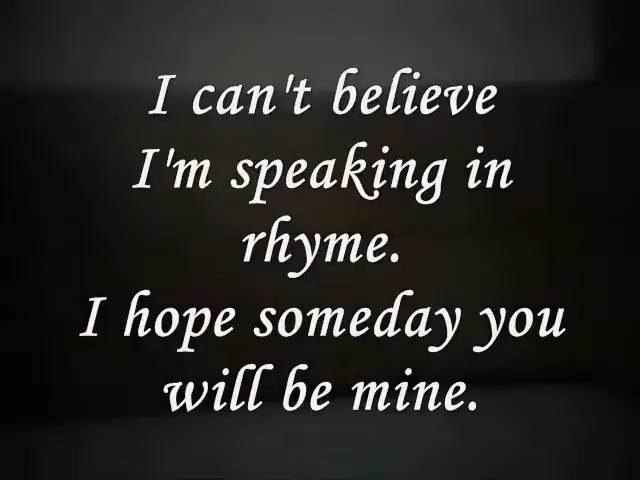 I can't believe
I'm speaking in
rhyme.
I hope someday you
will be mine.